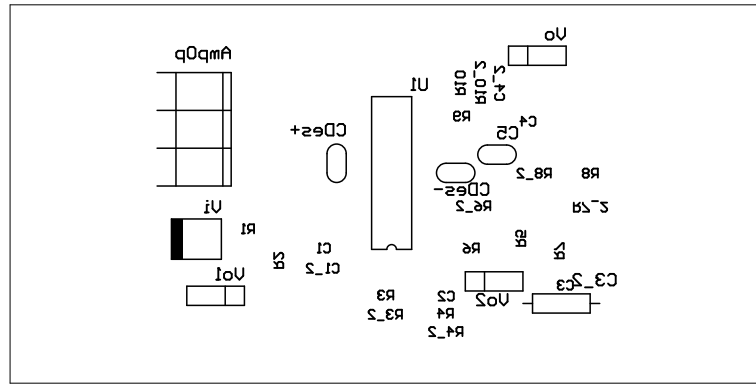 Vo
AmpOp
R10
R10_2
C4_2
U1
R9
C4
CDes+
C5
R8_2
R8
CDes-
R6_2
R7_2
Vi
R1
R5
C1
R6
R7
R2
C1_2
Vo1
C3_2
C3
R3
C2
Vo2
R3_2
R4
R4_2